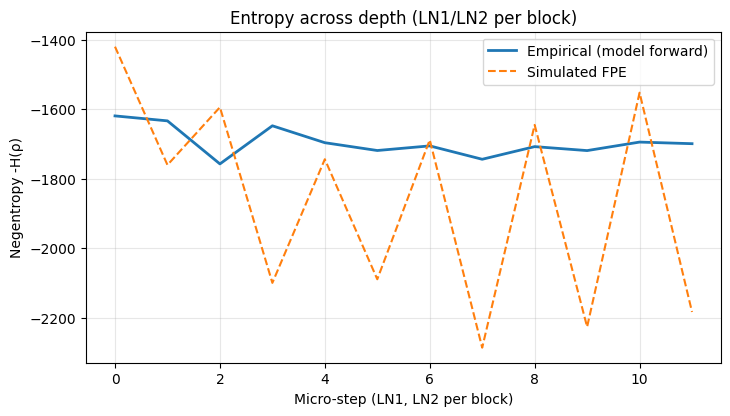 Entropy across depth (LN1/LN2 per block)
−1400
−1600
−1800
−2000
−2200
Negentropy -H(ρ)
Empirical (model forward)
Simulated FPE
0
2
4
6
8
10
Micro-step (LN1, LN2 per block)